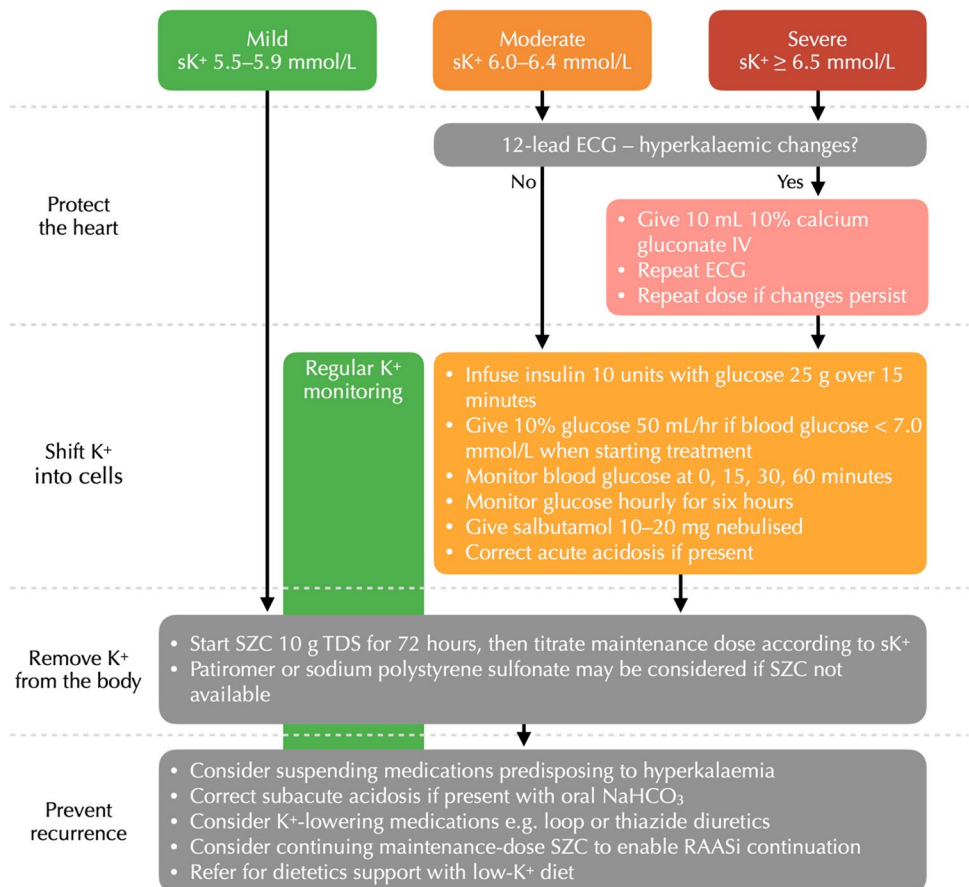 Mild
sK⁺ 5.5–5.9 mmol/L
Moderate
sK⁺ 6.0–6.4 mmol/L
Severe
sK⁺ ≥ 6.5 mmol/L
Protect
the heart
12-lead ECG – hyperkalaemic changes?
No
Yes
• Give 10 mL 10% calcium
gluconate IV
• Repeat ECG
• Repeat dose if changes persist
Shift K⁺
into cells
Regular K⁺
monitoring
• Infuse insulin 10 units with glucose 25 g over 15
minutes
• Give 10% glucose 50 mL/hr if blood glucose < 7.0
mmol/L when starting treatment
• Monitor blood glucose at 0, 15, 30, 60 minutes
• Monitor glucose hourly for six hours
• Give salbutamol 10–20 mg nebulised
• Correct acute acidosis if present
Remove K⁺
from the body
• Start SZC 10 g TDS for 72 hours, then titrate maintenance dose according to sK⁺
• Patiromer or sodium polystyrene sulfonate may be considered if SZC not
available
Prevent
recurrence
• Consider suspending medications predisposing to hyperkalaemia
• Correct subacute acidosis if present with oral NaHCO₃
• Consider K⁺-lowering medications e.g. loop or thiazide diuretics
• Consider continuing maintenance-dose SZC to enable RAASi continuation
• Refer for dietetics support with low-K⁺ diet